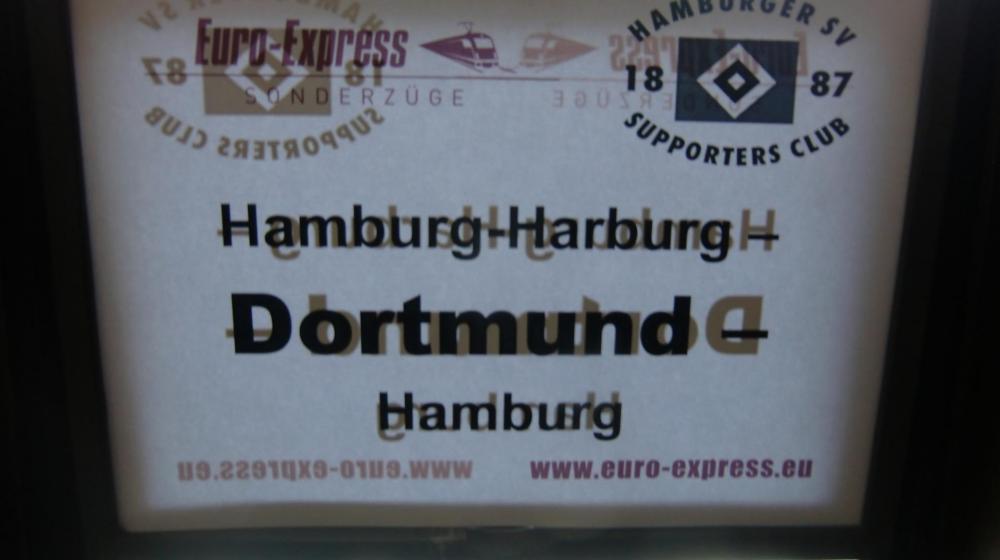 Euro-Express
SONDERZÜGE
HAMBURGER SV
18 87
SUPPORTERS CLUB
Hamburg-Harburg –
Dortmund –
Hamburg
www.euro-express.eu